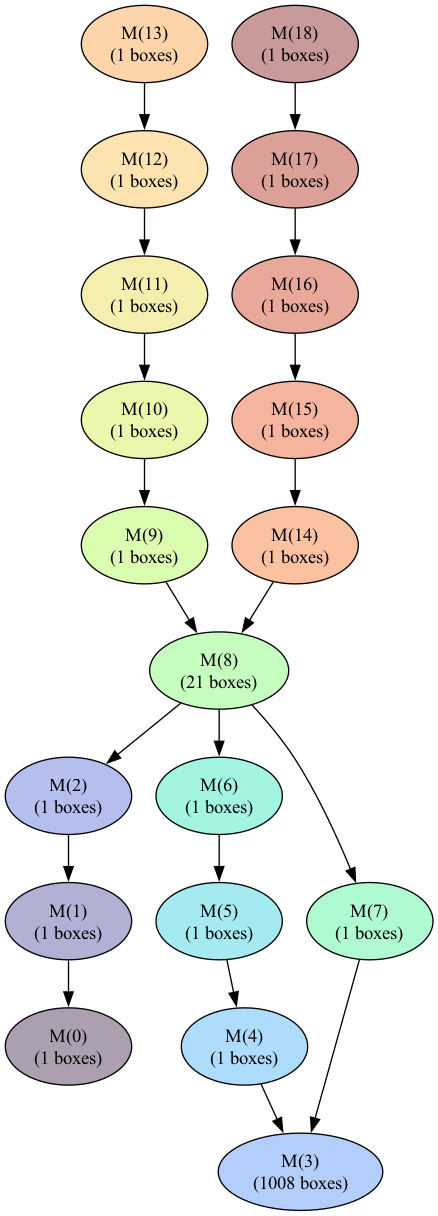 M(13)
(1 boxes)
M(18)
(1 boxes)
M(12)
(1 boxes)
M(17)
(1 boxes)
M(11)
(1 boxes)
M(16)
(1 boxes)
M(10)
(1 boxes)
M(15)
(1 boxes)
M(9)
(1 boxes)
M(14)
(1 boxes)
M(8)
(21 boxes)
M(2)
(1 boxes)
M(6)
(1 boxes)
M(1)
(1 boxes)
M(5)
(1 boxes)
M(7)
(1 boxes)
M(0)
(1 boxes)
M(4)
(1 boxes)
M(3)
(1008 boxes)